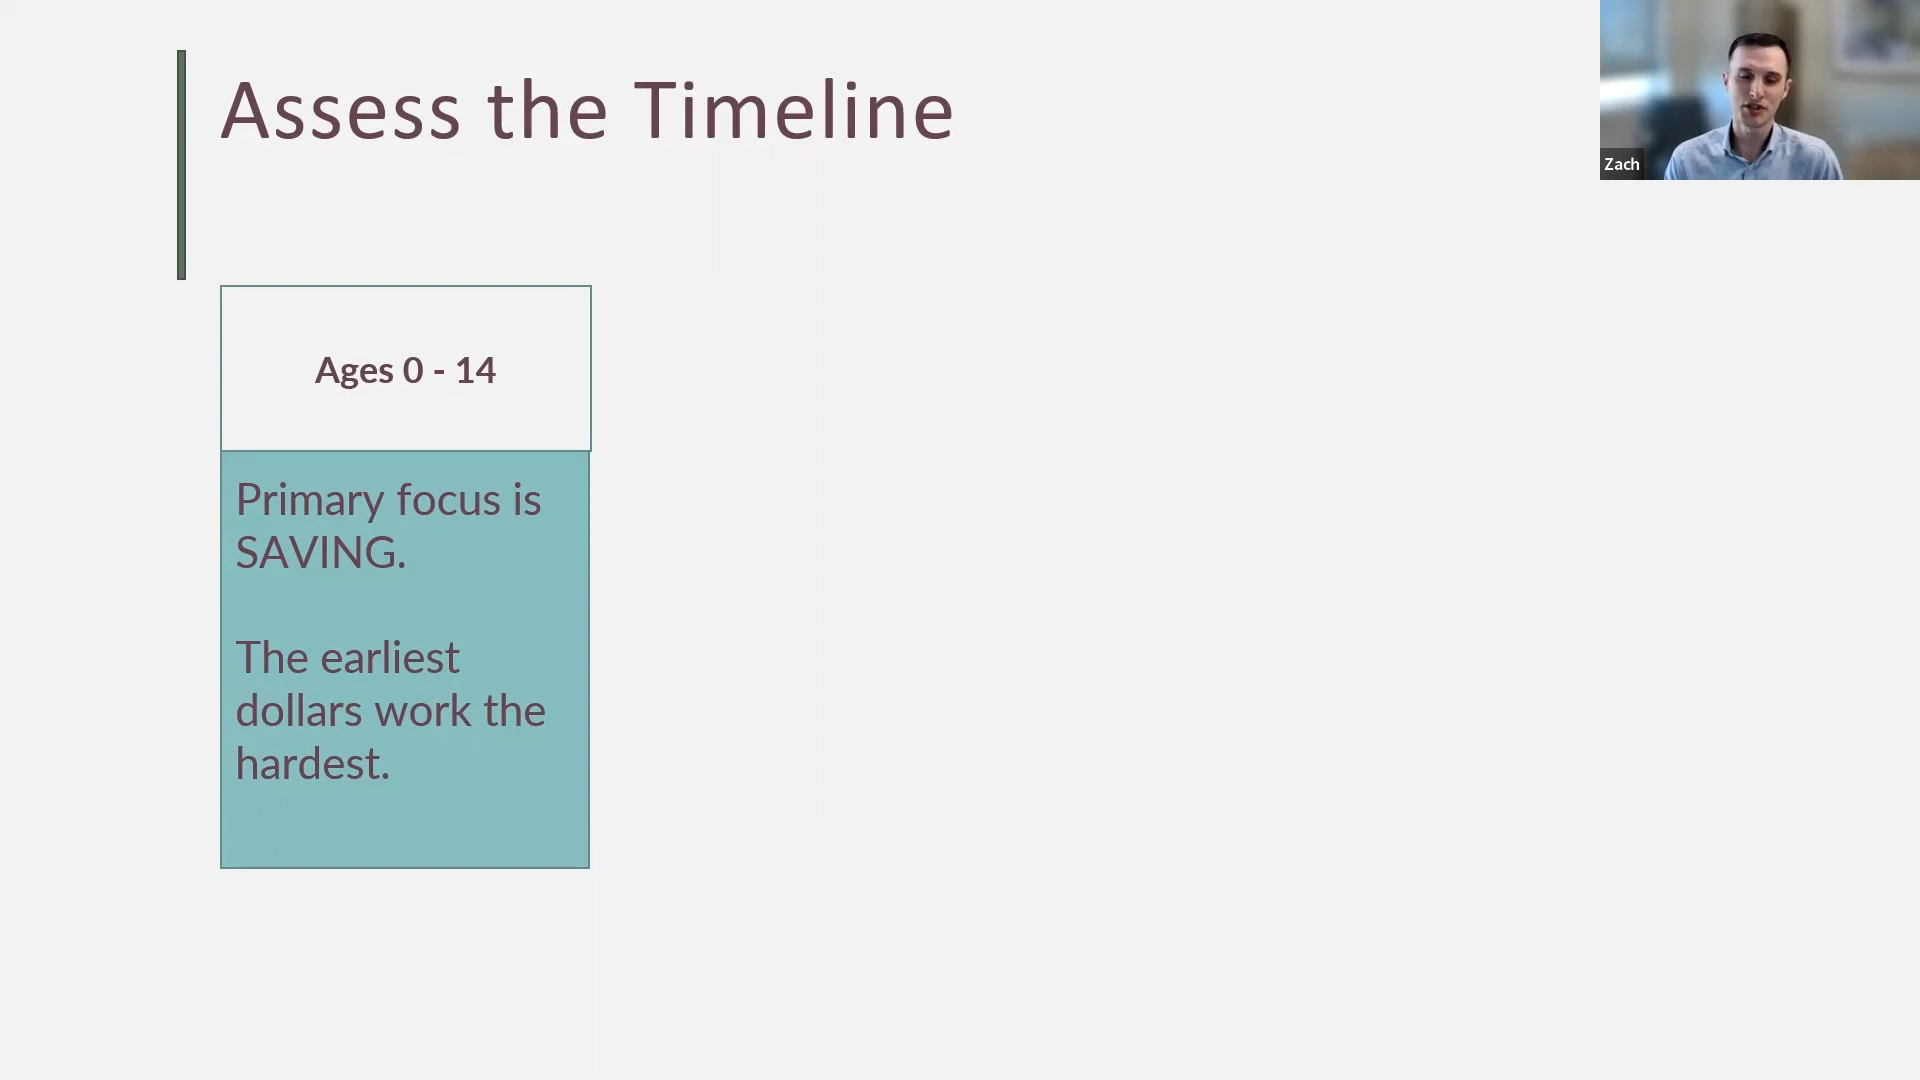 Assess the Timeline
Zach
Ages 0 - 14
Primary focus is
SAVING.
The earliest
dollars work the
hardest.